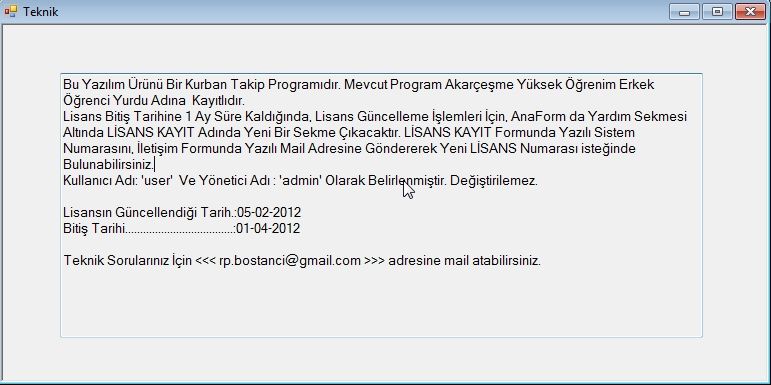 Teknik
Bu Yazılım Ürünü Bir Kurban Takip Programıdır. Mevcut Program Akarçeşme Yüksek Öğrenim Erkek
Öğrenci Yurdu Adına Kayıtlıdır.
Lisans Bitiş Tarihine 1 Ay Süre Kaldığında, Lisans Güncelleme İşlemleri İçin, AnaForm da Yardım Sekmesi
Altında LİSANS KAYIT Adında Yeni Bir Sekme Çıkacaktır. LİSANS KAYIT Formunda Yazılı Sistem
Numarasını, İletişim Formunda Yazılı Mail Adresine Göndererek Yeni LİSANS Numarası isteğinde
Bulunabilirsiniz.
Kullanıcı Adı: 'user' Ve Yönetici Adı : 'admin' Olarak Belirlenmiştir. Değiştirilemez.
Lisansın Güncellendiği Tarih.:05-02-2012
Bitiş Tarihi....................................:01-04-2012
Teknik Sorularınız İçin <<< rp.bostanci@gmail.com >>> adresine mail atabilirsiniz.